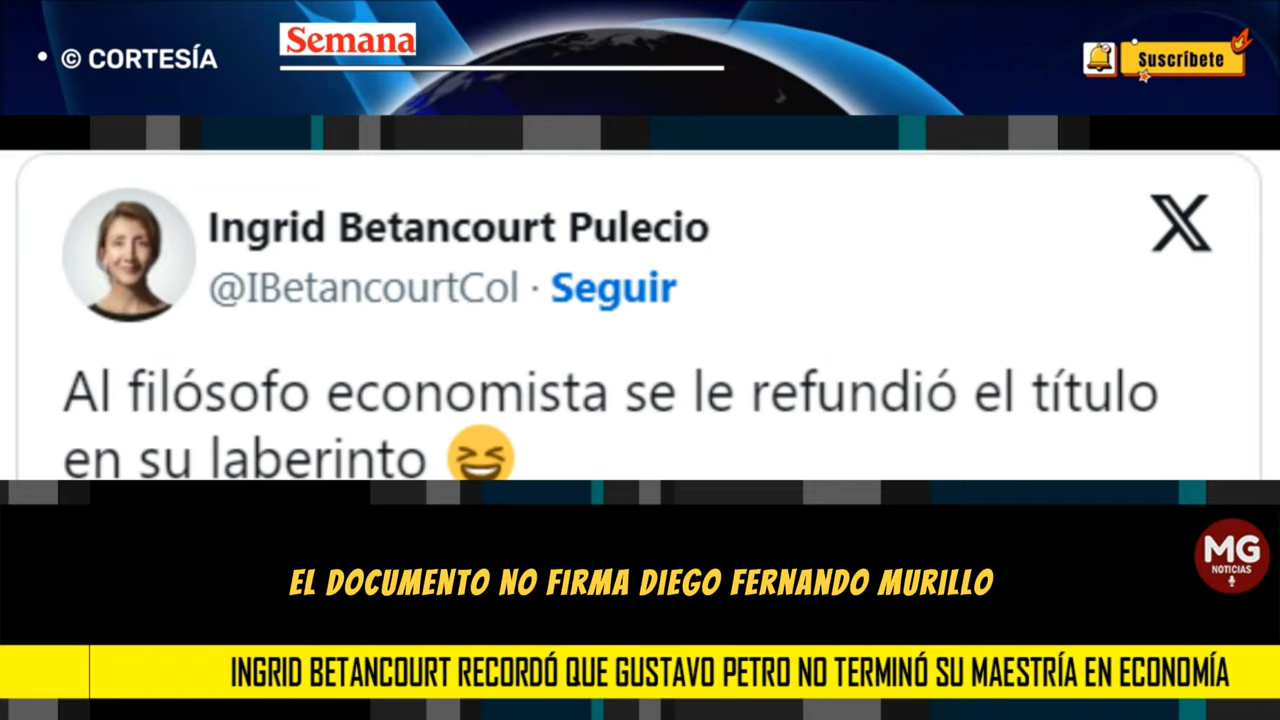 • © CORTESÍA
Semana
Suscríbete
Ingrid Betancourt Pulecio
@IBetancourtCol · Seguir
Al filósofo economista se le refundió el título
en su laberinto 😆
EL DOCUMENTO NO FIRMA DIEGO FERNANDO MURILLO
MG
NOTICIAS
INGRID BETANCOURT RECORDÓ QUE GUSTAVO PETRO NO TERMINÓ SU MAESTRÍA EN ECONOMÍA